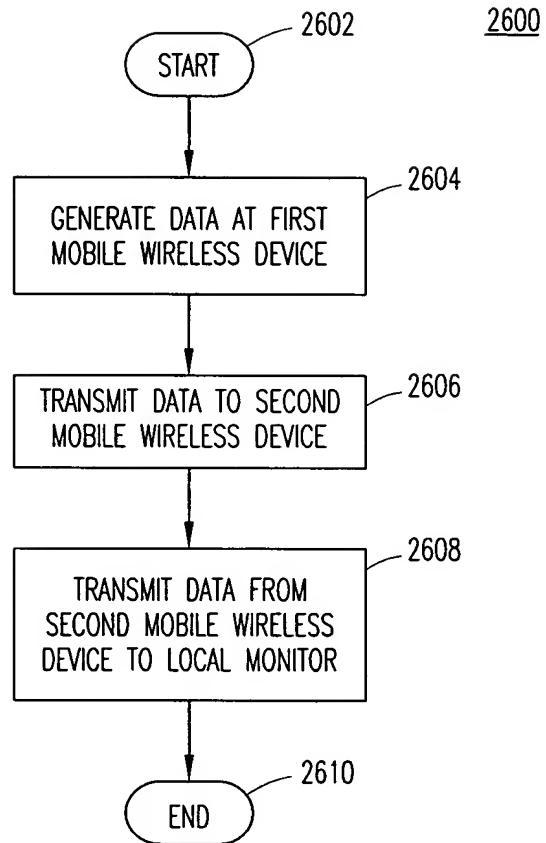 2600
2602
START
2604
GENERATE DATA AT FIRST
MOBILE WIRELESS DEVICE
2606
TRANSMIT DATA TO SECOND
MOBILE WIRELESS DEVICE
2608
TRANSMIT DATA FROM
SECOND MOBILE WIRELESS
DEVICE TO LOCAL MONITOR
2610
END